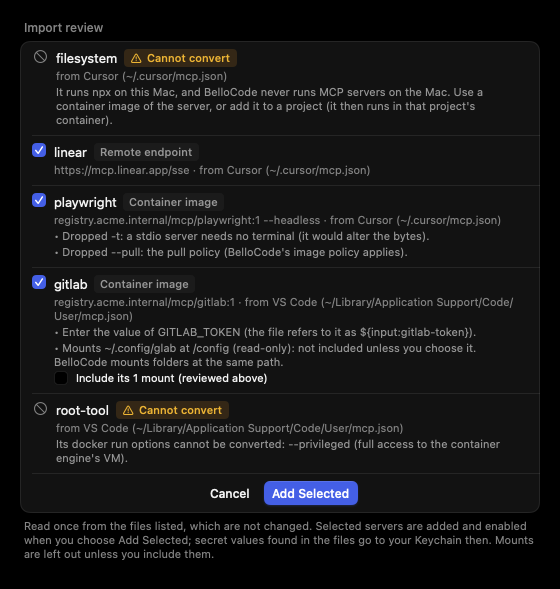 Import review
filesystem Cannot convert
from Cursor (~/.cursor/mcp.json)
It runs npx on this Mac, and BelloCode never runs MCP servers on the Mac. Use a
container image of the server, or add it to a project (it then runs in that project's
container).
linear Remote endpoint
https://mcp.linear.app/sse · from Cursor (~/.cursor/mcp.json)
playwright Container image
registry.acme.internal/mcp/playwright:1 --headless · from Cursor (~/.cursor/mcp.json)
• Dropped -t: a stdio server needs no terminal (it would alter the bytes).
• Dropped --pull: the pull policy (BelloCode's image policy applies).
gitlab Container image
registry.acme.internal/mcp/gitlab:1 · from VS Code (~/Library/Application Support/Code/
User/mcp.json)
• Enter the value of GITLAB_TOKEN (the file refers to it as ${input:gitlab-token}).
• Mounts ~/.config/glab at /config (read-only): not included unless you choose it.
BelloCode mounts folders at the same path.
Include its 1 mount (reviewed above)
root-tool Cannot convert
from VS Code (~/Library/Application Support/Code/User/mcp.json)
Its docker run options cannot be converted: --privileged (full access to the container
engine's VM).
Cancel Add Selected
Read once from the files listed, which are not changed. Selected servers are added and enabled
when you choose Add Selected; secret values found in the files go to your Keychain then. Mounts
are left out unless you include them.